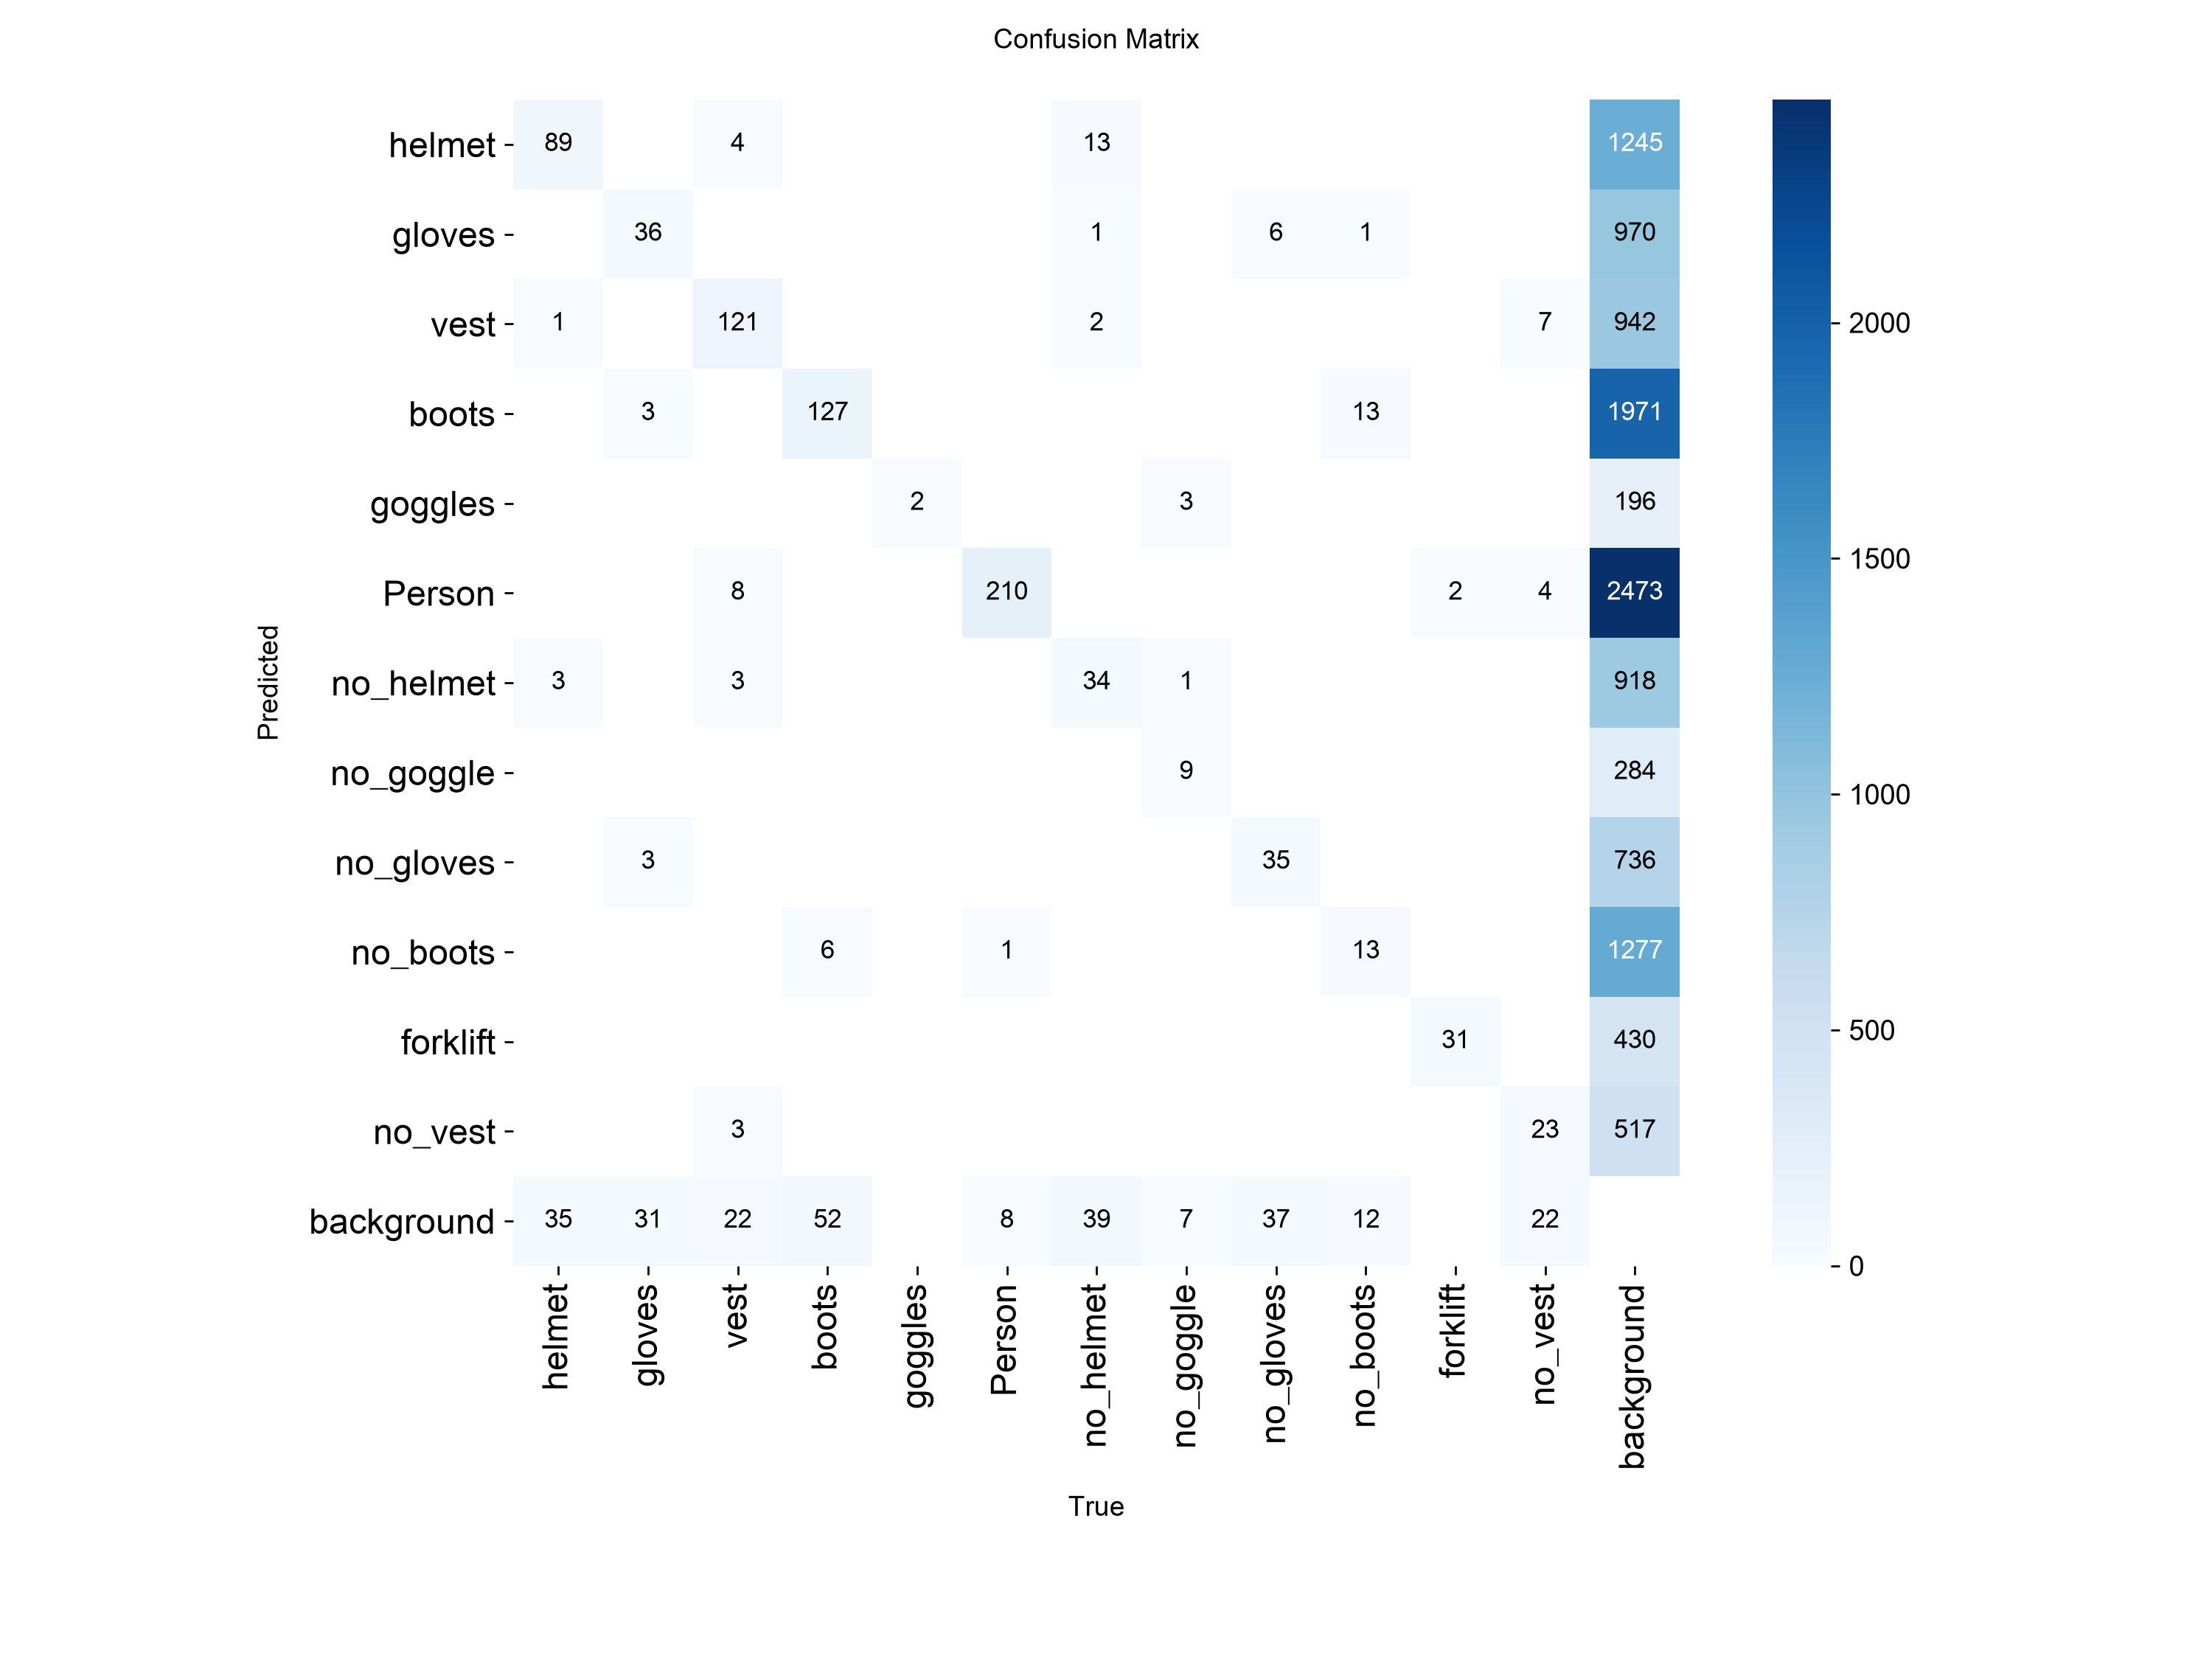 Confusion Matrix
helmet 89 4 13 1245
gloves 36 1 6 1 970
vest 1 121 2 7 942
boots 3 127 13 1971
goggles 2 3 196
Person 8 210 2 4 2473
no_helmet 3 3 34 1 918
no_goggle 9 284
no_gloves 3 35 736
no_boots 6 1 13 1277
forklift 31 430
no_vest 3 23 517
background 35 31 22 52 8 39 7 37 12 22
Predicted
helmet
gloves
vest
boots
goggles
Person
no_helmet
no_goggle
no_gloves
no_boots
forklift
no_vest
background
True
2000
1500
1000
500
0